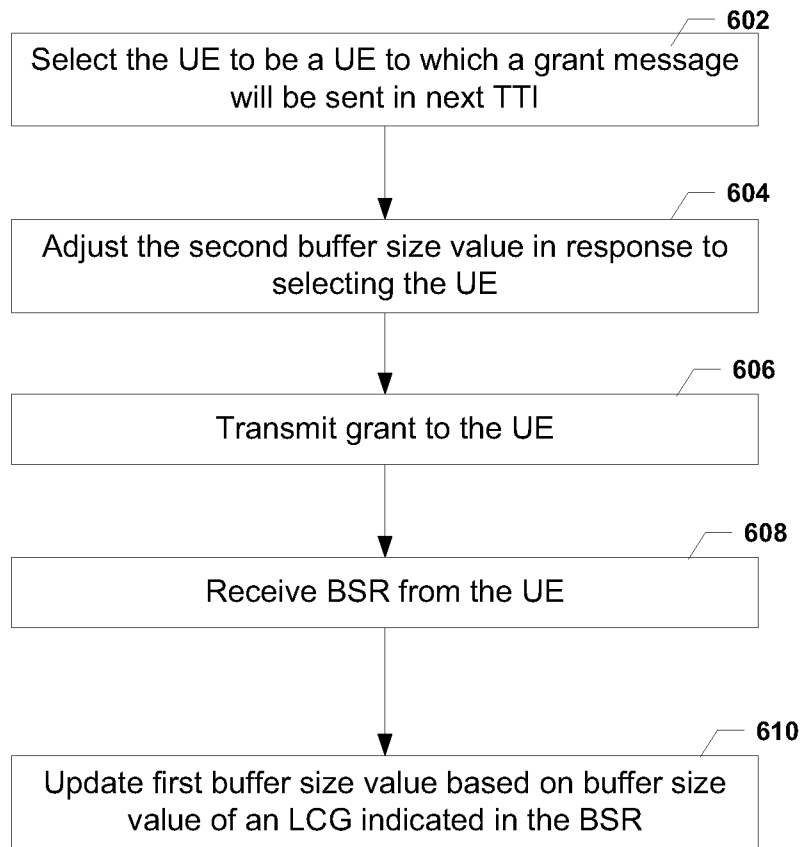 602
Select the UE to be a UE to which a grant message
will be sent in next TTI
604
Adjust the second buffer size value in response to
selecting the UE
606
Transmit grant to the UE
608
Receive BSR from the UE
610
Update first buffer size value based on buffer size
value of an LCG indicated in the BSR